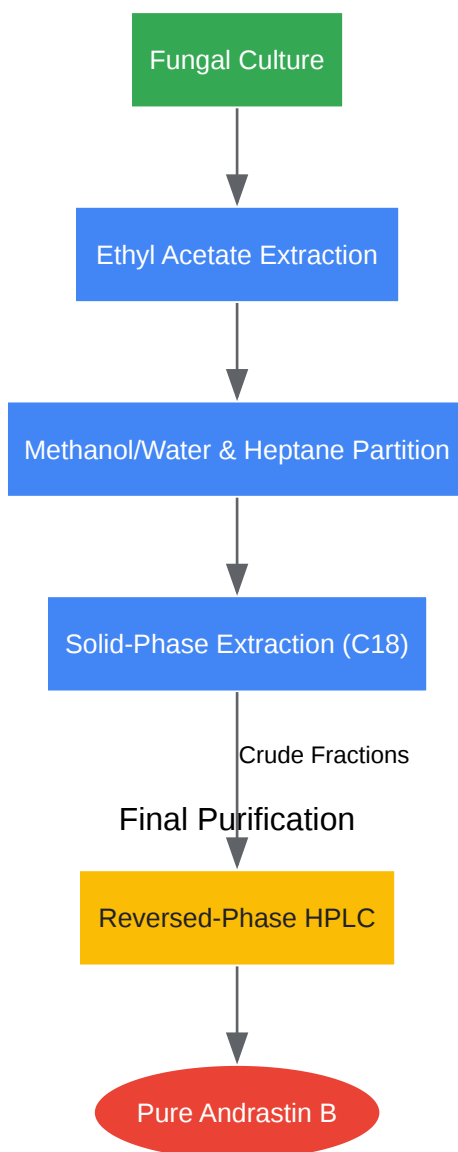 Fungal Culture
Ethyl Acetate Extraction
Methanol/Water & Heptane Partition
Solid-Phase Extraction (C18)
Crude Fractions
Final Purification
Reversed-Phase HPLC
Pure Andrastin B